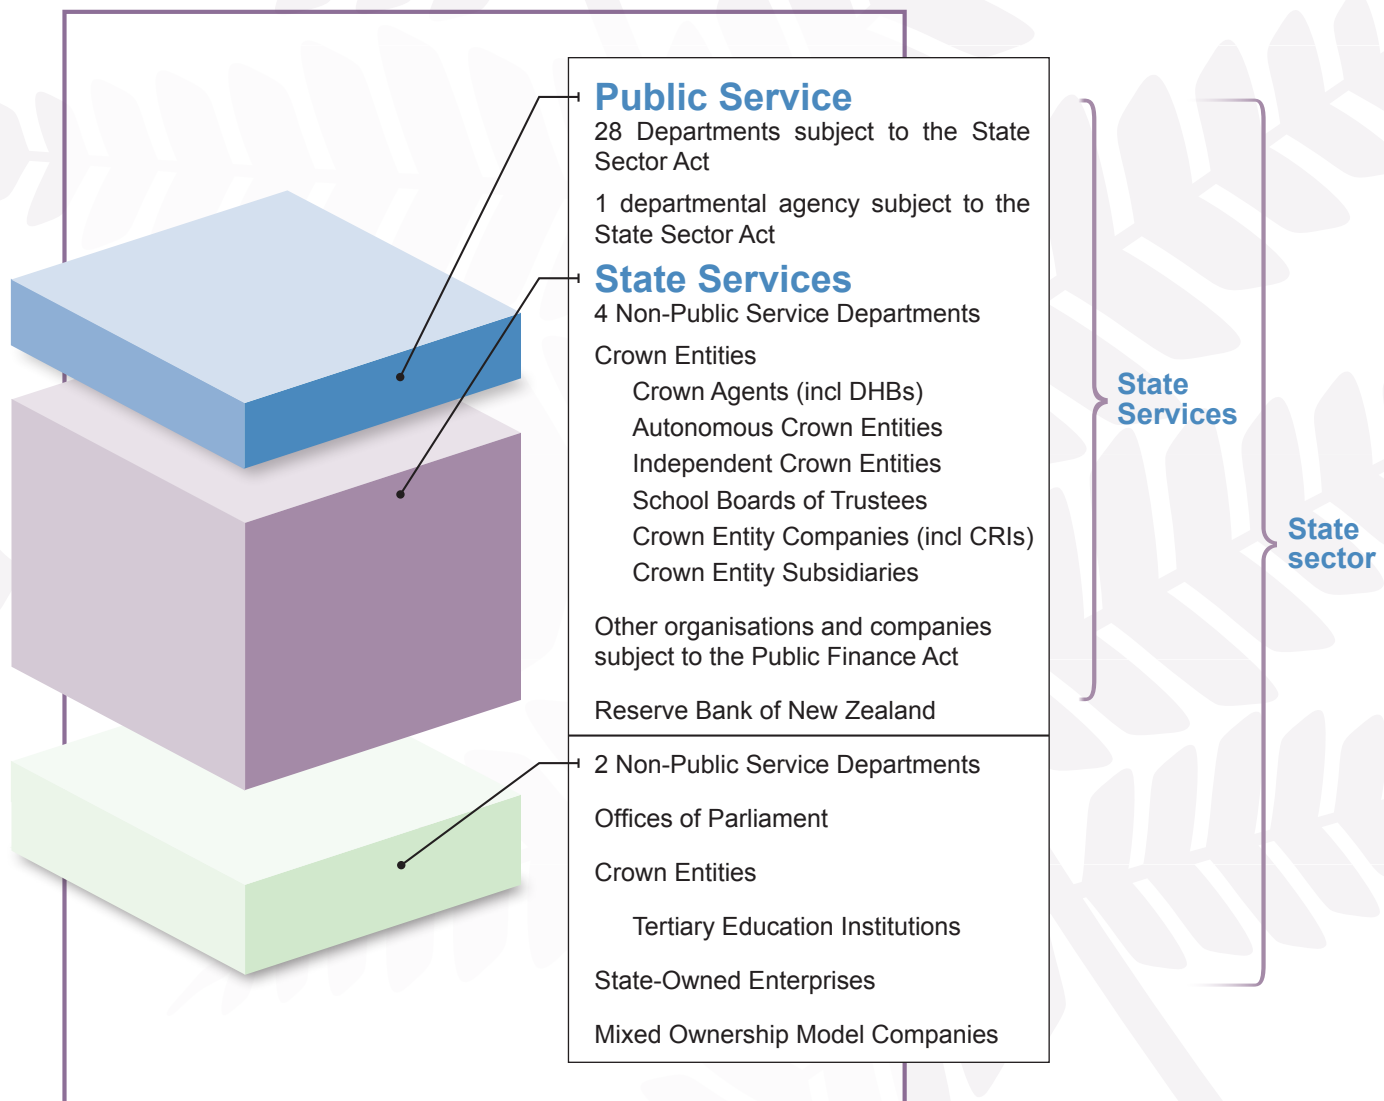 Public Service
28 Departments subject to the State
Sector Act
1 departmental agency subject to the
State Sector Act
State Services
4 Non-Public Service Departments
Crown Entities
Crown Agents (incl DHBs)
Autonomous Crown Entities
Independent Crown Entities
School Boards of Trustees
Crown Entity Companies (incl CRIs)
Crown Entity Subsidiaries
Other organisations and companies
subject to the Public Finance Act
Reserve Bank of New Zealand
2 Non-Public Service Departments
Offices of Parliament
Crown Entities
Tertiary Education Institutions
State-Owned Enterprises
Mixed Ownership Model Companies
State
Services
State
sector